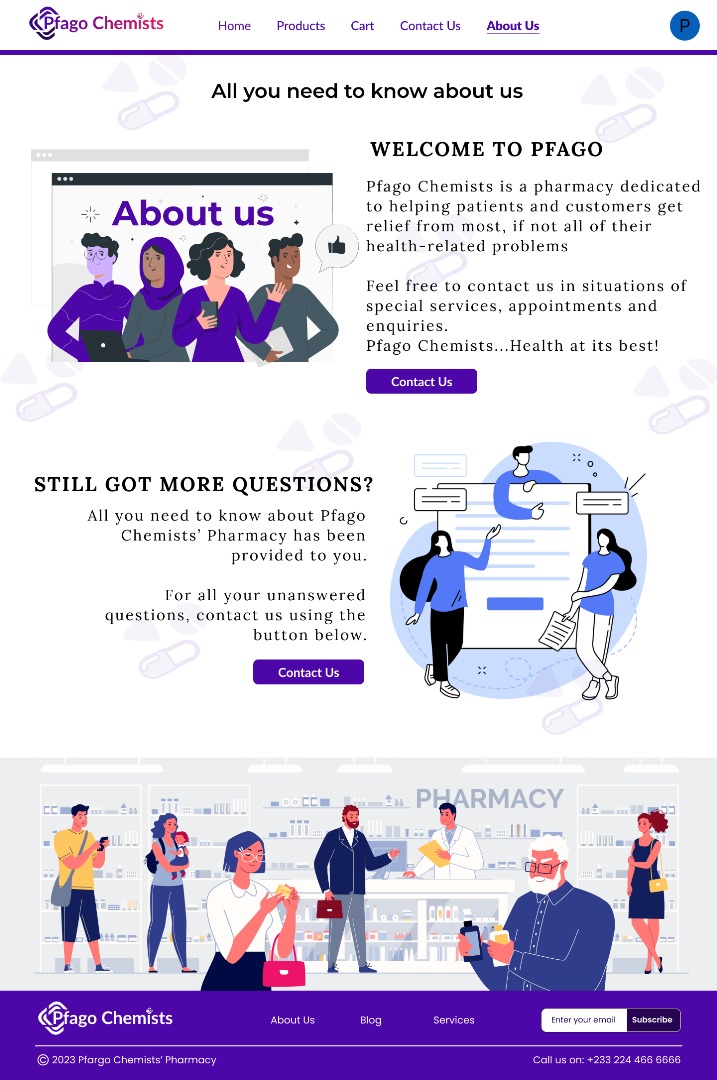 Pfago Chemists
Home Products Cart Contact Us About Us
P
All you need to know about us
About us
WELCOME TO PFAGO
Pfago Chemists is a pharmacy dedicated
to helping patients and customers get
relief from most, if not all of their
health-related problems
Feel free to contact us in situations of
special services, appointments and
enquiries.
Pfago Chemists...Health at its best!
Contact Us
STILL GOT MORE QUESTIONS?
All you need to know about Pfago
Chemists’ Pharmacy has been
provided to you.
For all your unanswered
questions, contact us using the
button below.
Contact Us
PHARMACY
Pfago Chemists
About Us Blog Services
Enter your email Subscribe
© 2023 Pfargo Chemists’ Pharmacy
Call us on: +233 224 466 6666